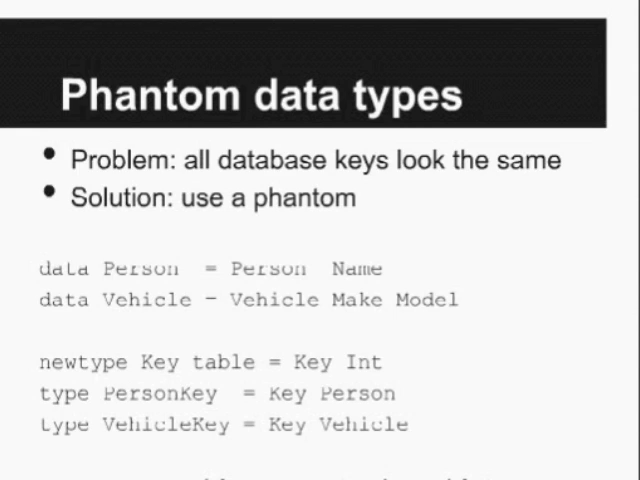 Phantom data types
• Problem: all database keys look the same
• Solution: use a phantom
data Person = Person Name
data Vehicle = Vehicle Make Model
newtype Key table = Key Int
type PersonKey = Key Person
type VehicleKey = Key Vehicle